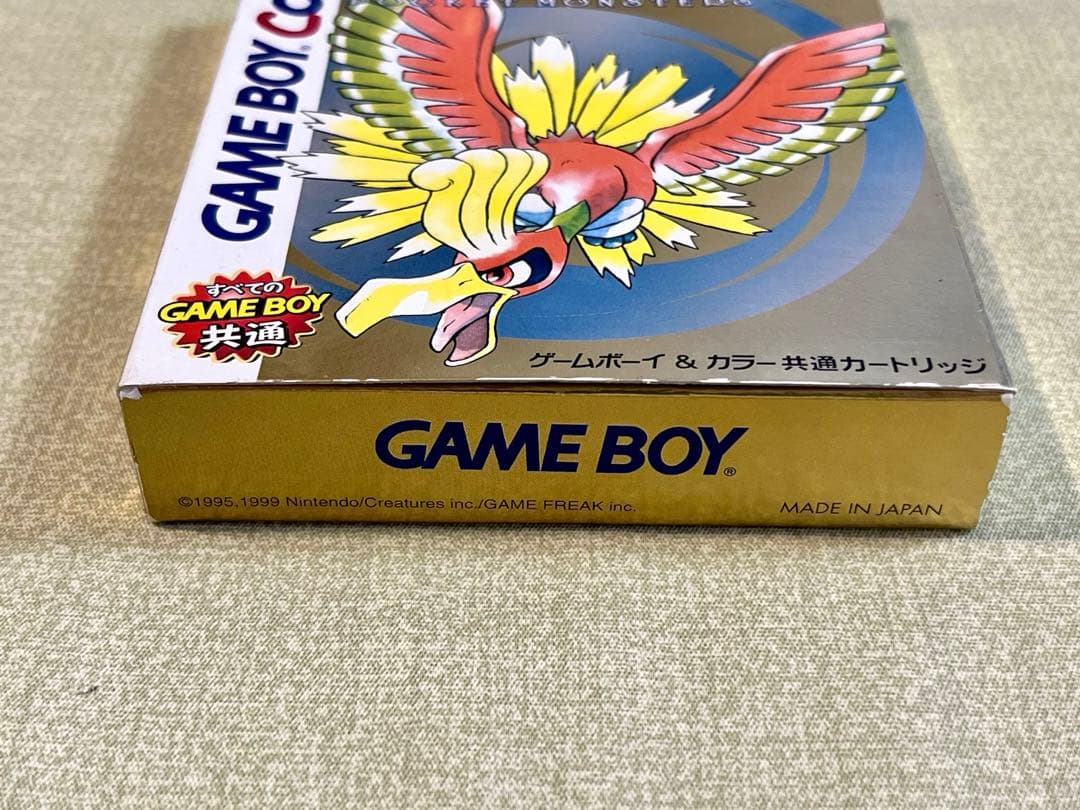 POCKET MONSTERS
GAME BOY CO
すべての
GAME BOY
共通
ゲームボーイ & カラー共通カートリッジ
GAME BOY®
©1995,1999 Nintendo/Creatures inc./GAME FREAK inc.
MADE IN JAPAN